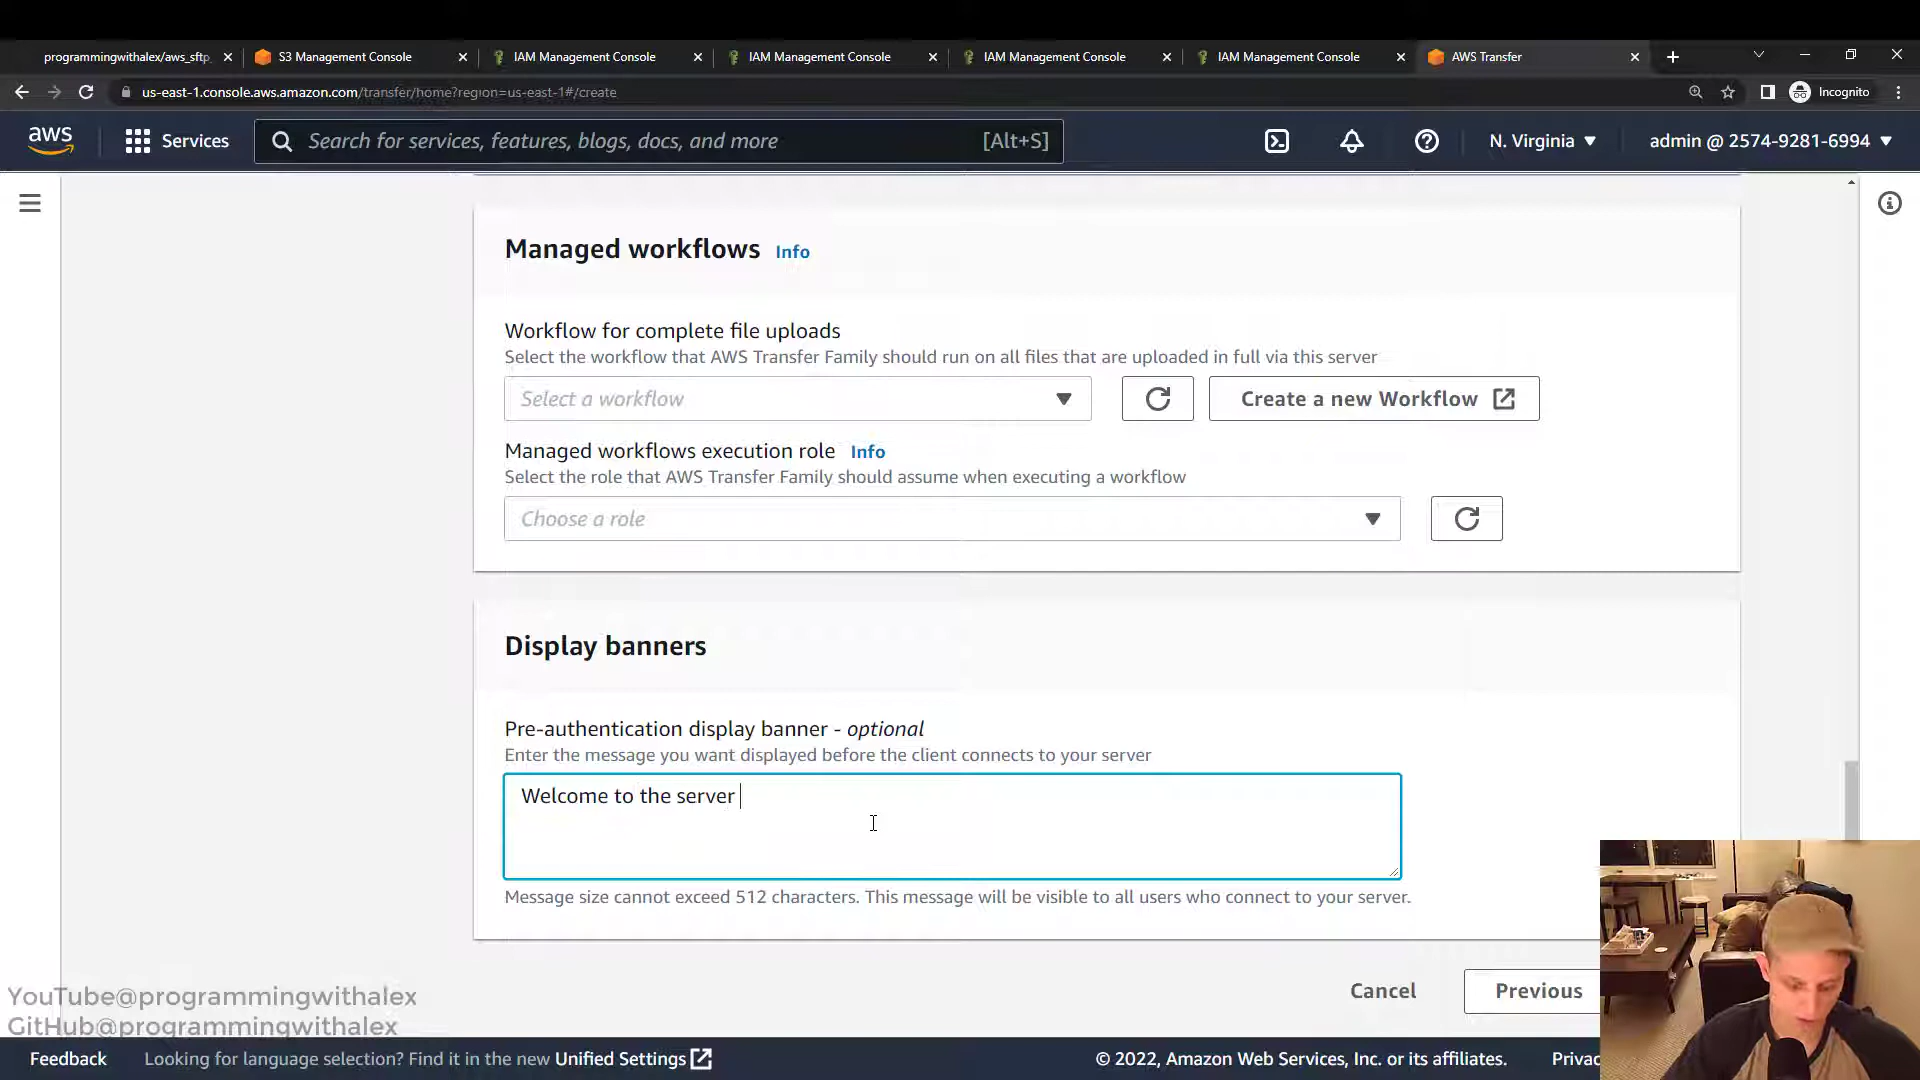 programmingwithalex/aws_sftp
S3 Management Console
IAM Management Console
IAM Management Console
IAM Management Console
IAM Management Console
AWS Transfer
us-east-1.console.aws.amazon.com/transfer/home?region=us-east-1#/create
Incognito
aws
Services
Search for services, features, blogs, docs, and more
[Alt+S]
N. Virginia
admin @ 2574-9281-6994
Managed workflows Info
Workflow for complete file uploads
Select the workflow that AWS Transfer Family should run on all files that are uploaded in full via this server
Select a workflow
Create a new Workflow
Managed workflows execution role Info
Select the role that AWS Transfer Family should assume when executing a workflow
Choose a role
Display banners
Pre-authentication display banner - optional
Enter the message you want displayed before the client connects to your server
Welcome to the server
Message size cannot exceed 512 characters. This message will be visible to all users who connect to your server.
Cancel
Previous
YouTube@programmingwithalex
GitHub@programmingwithalex
Feedback
Looking for language selection? Find it in the new Unified Settings
© 2022, Amazon Web Services, Inc. or its affiliates.
Privac